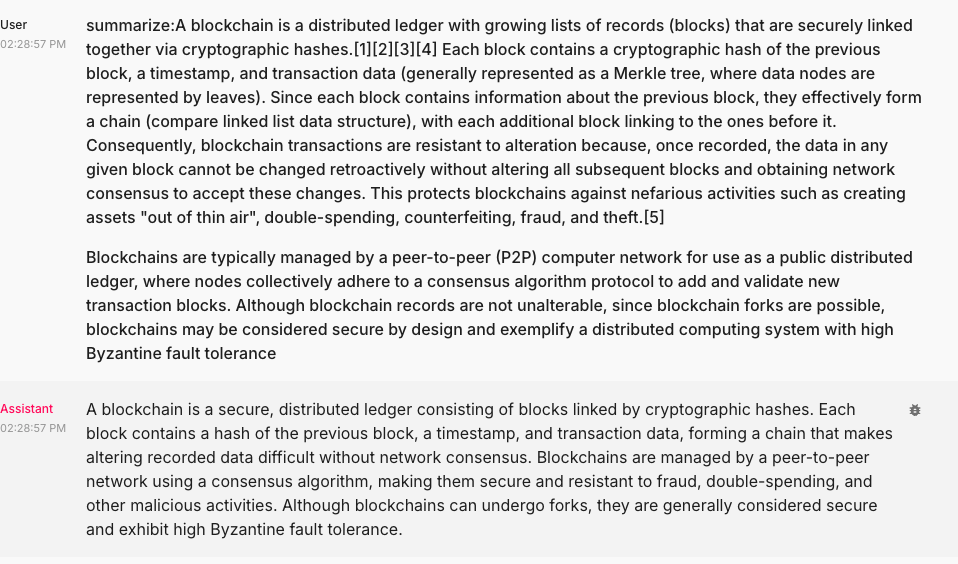 User
02:28:57 PM
summarize:A blockchain is a distributed ledger with growing lists of records (blocks) that are securely linked
together via cryptographic hashes.[1][2][3][4] Each block contains a cryptographic hash of the previous
block, a timestamp, and transaction data (generally represented as a Merkle tree, where data nodes are
represented by leaves). Since each block contains information about the previous block, they effectively form
a chain (compare linked list data structure), with each additional block linking to the ones before it.
Consequently, blockchain transactions are resistant to alteration because, once recorded, the data in any
given block cannot be changed retroactively without altering all subsequent blocks and obtaining network
consensus to accept these changes. This protects blockchains against nefarious activities such as creating
assets "out of thin air", double-spending, counterfeiting, fraud, and theft.[5]
Blockchains are typically managed by a peer-to-peer (P2P) computer network for use as a public distributed
ledger, where nodes collectively adhere to a consensus algorithm protocol to add and validate new
transaction blocks. Although blockchain records are not unalterable, since blockchain forks are possible,
blockchains may be considered secure by design and exemplify a distributed computing system with high
Byzantine fault tolerance
Assistant
02:28:57 PM
A blockchain is a secure, distributed ledger consisting of blocks linked by cryptographic hashes. Each
block contains a hash of the previous block, a timestamp, and transaction data, forming a chain that makes
altering recorded data difficult without network consensus. Blockchains are managed by a peer-to-peer
network using a consensus algorithm, making them secure and resistant to fraud, double-spending, and
other malicious activities. Although blockchains can undergo forks, they are generally considered secure
and exhibit high Byzantine fault tolerance.